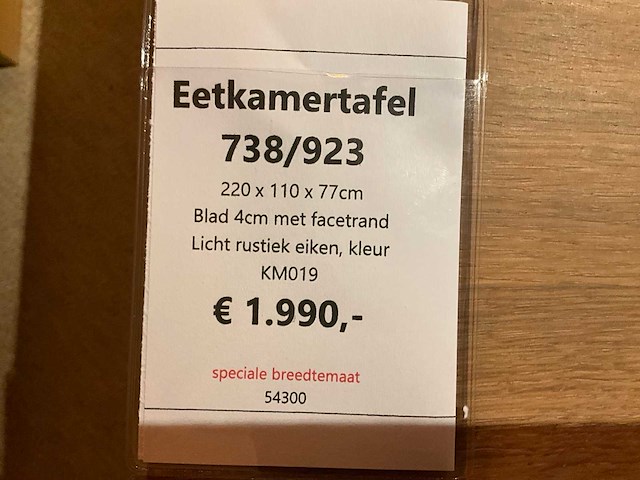 Eetkamertafel
738/923
220 x 110 x 77cm
Blad 4cm met facetrand
Licht rustiek eiken, kleur
KM019
€ 1.990,-
speciale breedtemaat
54300